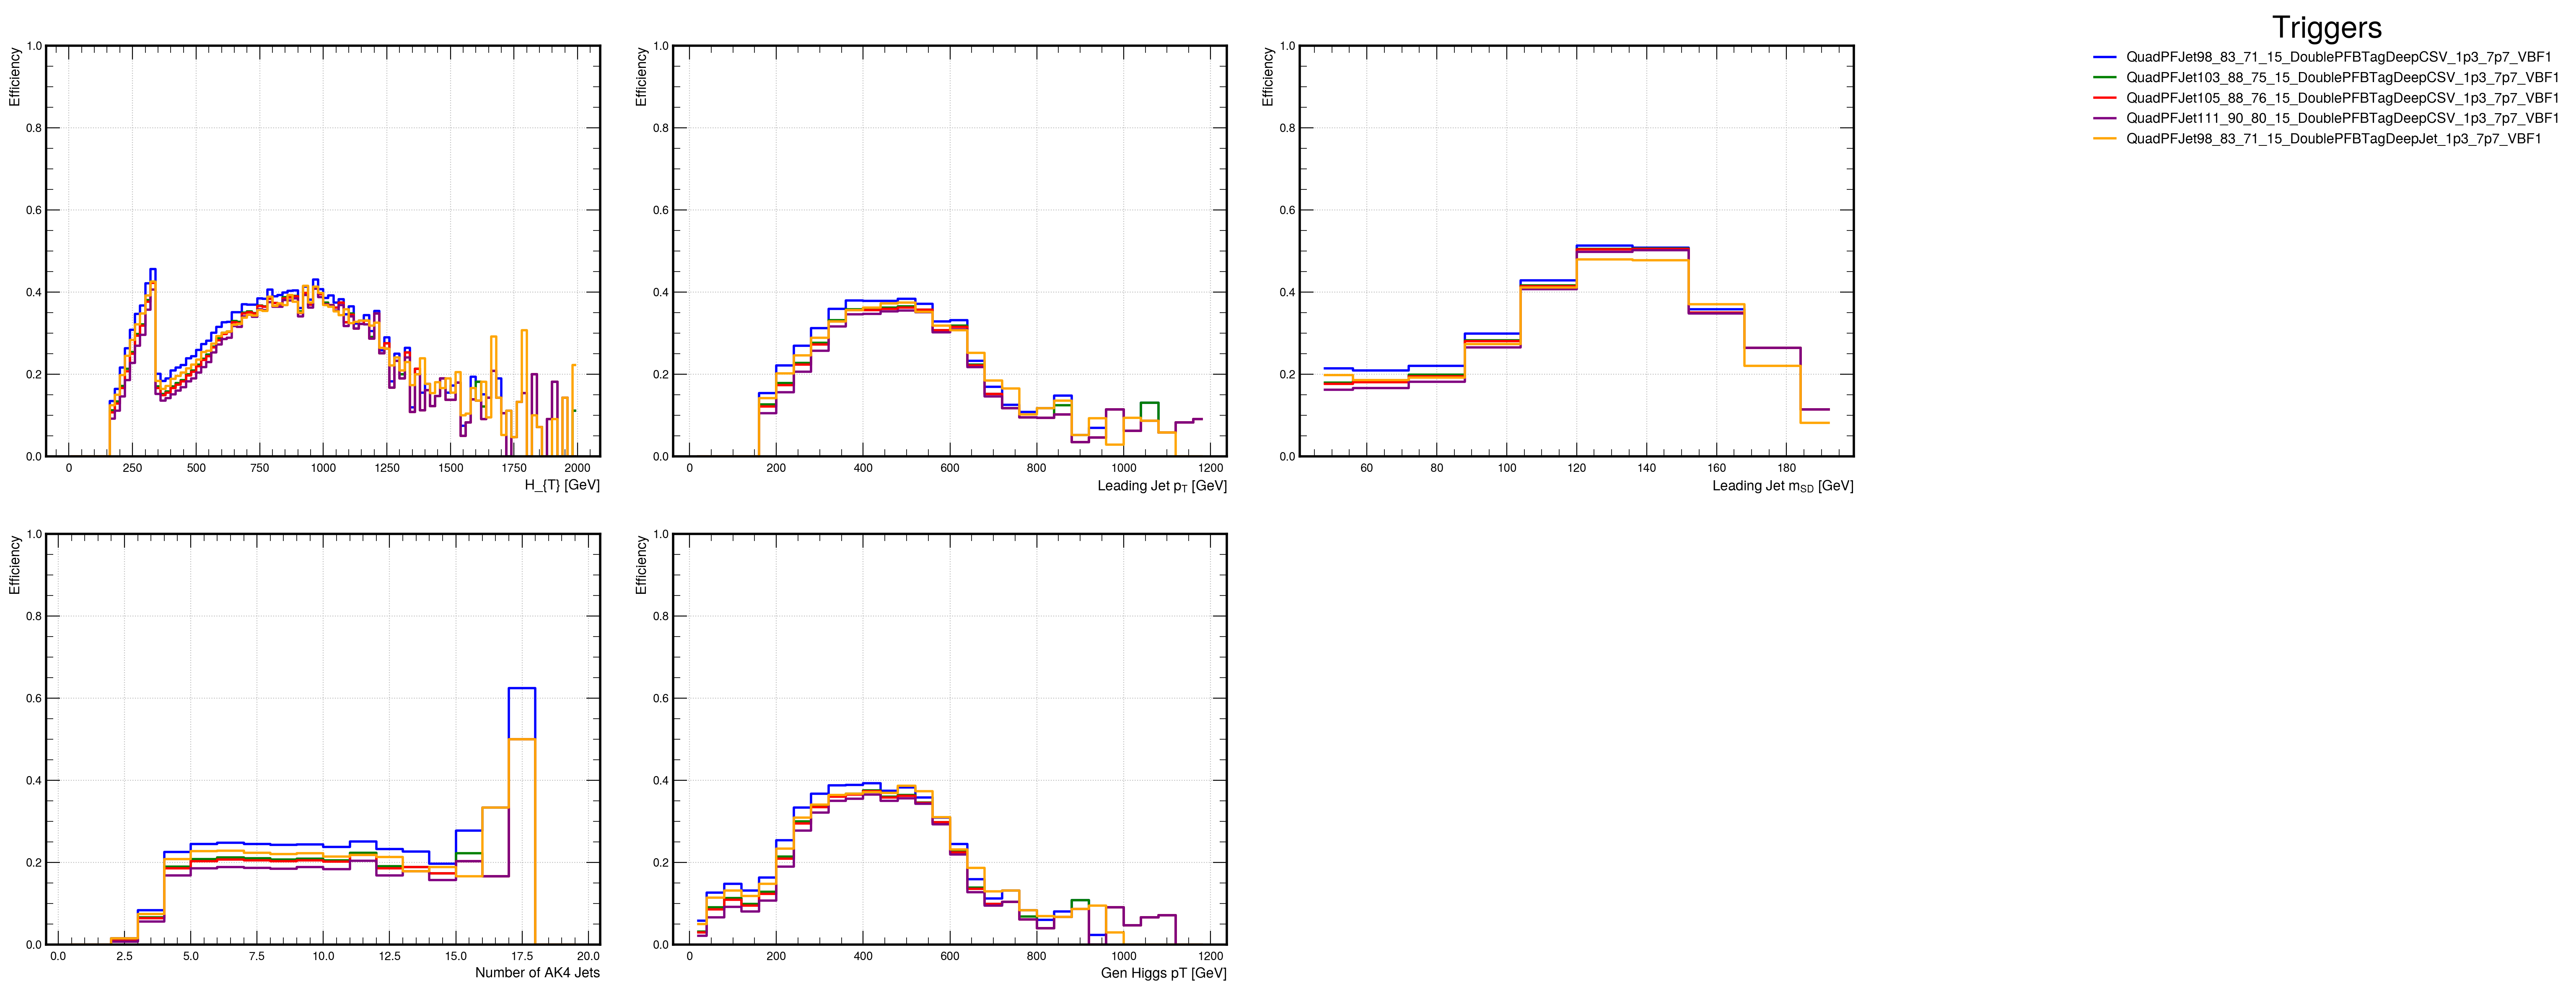 Triggers
QuadPFJet98_83_71_15_DoublePFBTagDeepCSV_1p3_7p7_VBF1
QuadPFJet103_88_75_15_DoublePFBTagDeepCSV_1p3_7p7_VBF1
QuadPFJet105_88_76_15_DoublePFBTagDeepCSV_1p3_7p7_VBF1
QuadPFJet111_90_80_15_DoublePFBTagDeepCSV_1p3_7p7_VBF1
QuadPFJet98_83_71_15_DoublePFBTagDeepJet_1p3_7p7_VBF1
Efficiency
1.0
0.8
0.6
0.4
0.2
0.0
0 250 500 750 1000 1250 1500 1750 2000
H_{T} [GeV]
Efficiency
1.0
0.8
0.6
0.4
0.2
0.0
0 200 400 600 800 1000 1200
Leading Jet pT [GeV]
Efficiency
1.0
0.8
0.6
0.4
0.2
0.0
60 80 100 120 140 160 180
Leading Jet mSD [GeV]
Efficiency
1.0
0.8
0.6
0.4
0.2
0.0
0.0 2.5 5.0 7.5 10.0 12.5 15.0 17.5 20.0
Number of AK4 Jets
Efficiency
1.0
0.8
0.6
0.4
0.2
0.0
0 200 400 600 800 1000 1200
Gen Higgs pT [GeV]